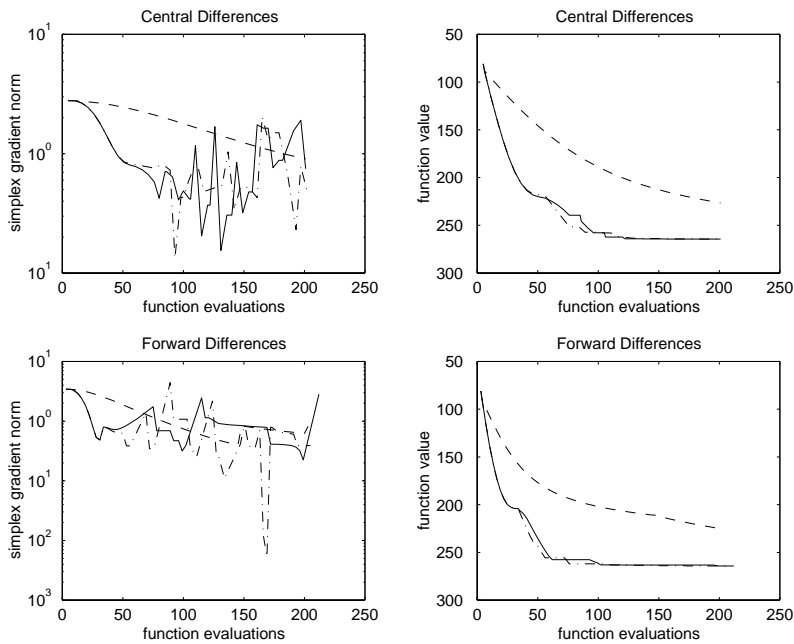 Central Differences
10^1
10^0
10^1
simplex gradient norm
0 50 100 150 200 250
function evaluations
Central Differences
50
100
150
200
250
300
function value
0 50 100 150 200 250
function evaluations
Forward Differences
10^1
10^0
10^1
10^2
10^3
simplex gradient norm
0 50 100 150 200 250
function evaluations
Forward Differences
50
100
150
200
250
300
function value
0 50 100 150 200 250
function evaluations